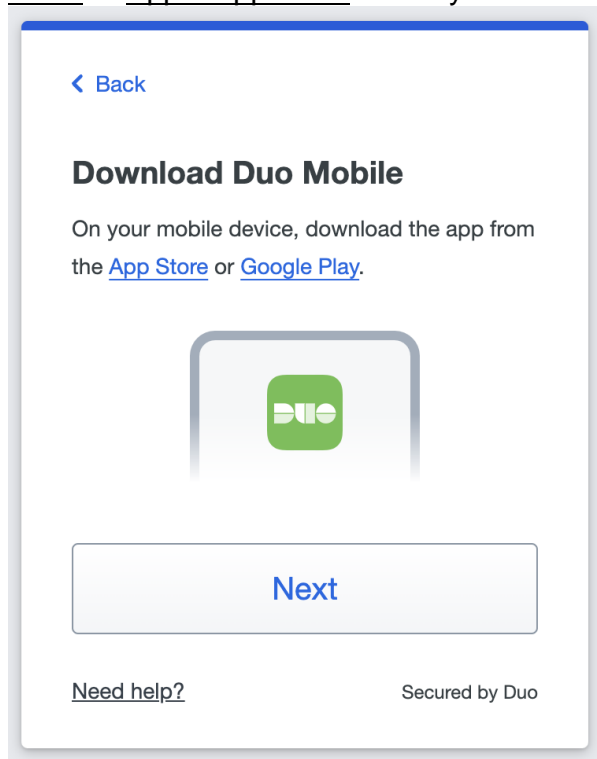 Back
Download Duo Mobile
On your mobile device, download the app from
the App Store or Google Play.
DUO
Next
Need help?
Secured by Duo